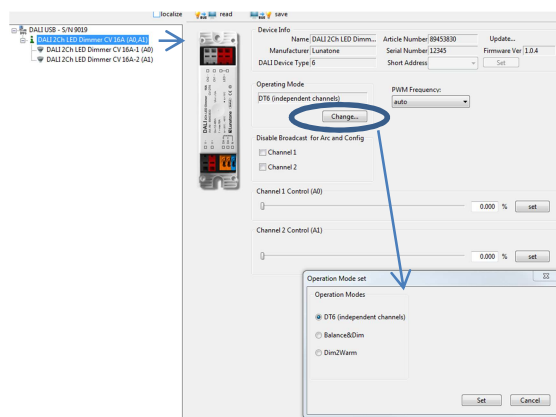 localize
read
save
DALI USB - S/N 9019
DALI 2Ch LED Dimmer CV 16A (A0,A1)
DALI 2Ch LED Dimmer CV 16A-1 (A0)
DALI 2Ch LED Dimmer CV 16A-2 (A1)
Device Info
Name DALI 2Ch LED Dimm... Article Number 89453830 Update...
Manufacturer Lunatone Serial Number 12345 Firmware Ver 1.0.4
DALI Device Type 6 Short Address Set
Operating Mode
DT6 (independent channels)
Change...
PWM Frequency:
auto
Disable Broadcast for Arc and Config
Channel 1
Channel 2
Channel 1 Control (A0)
0.000 % set
Channel 2 Control (A1)
0.000 % set
Operation Mode set
Operation Modes
DT6 (independent channels)
Balance&Dim
Dim2Warm
Set Cancel
DALI
Lunatone